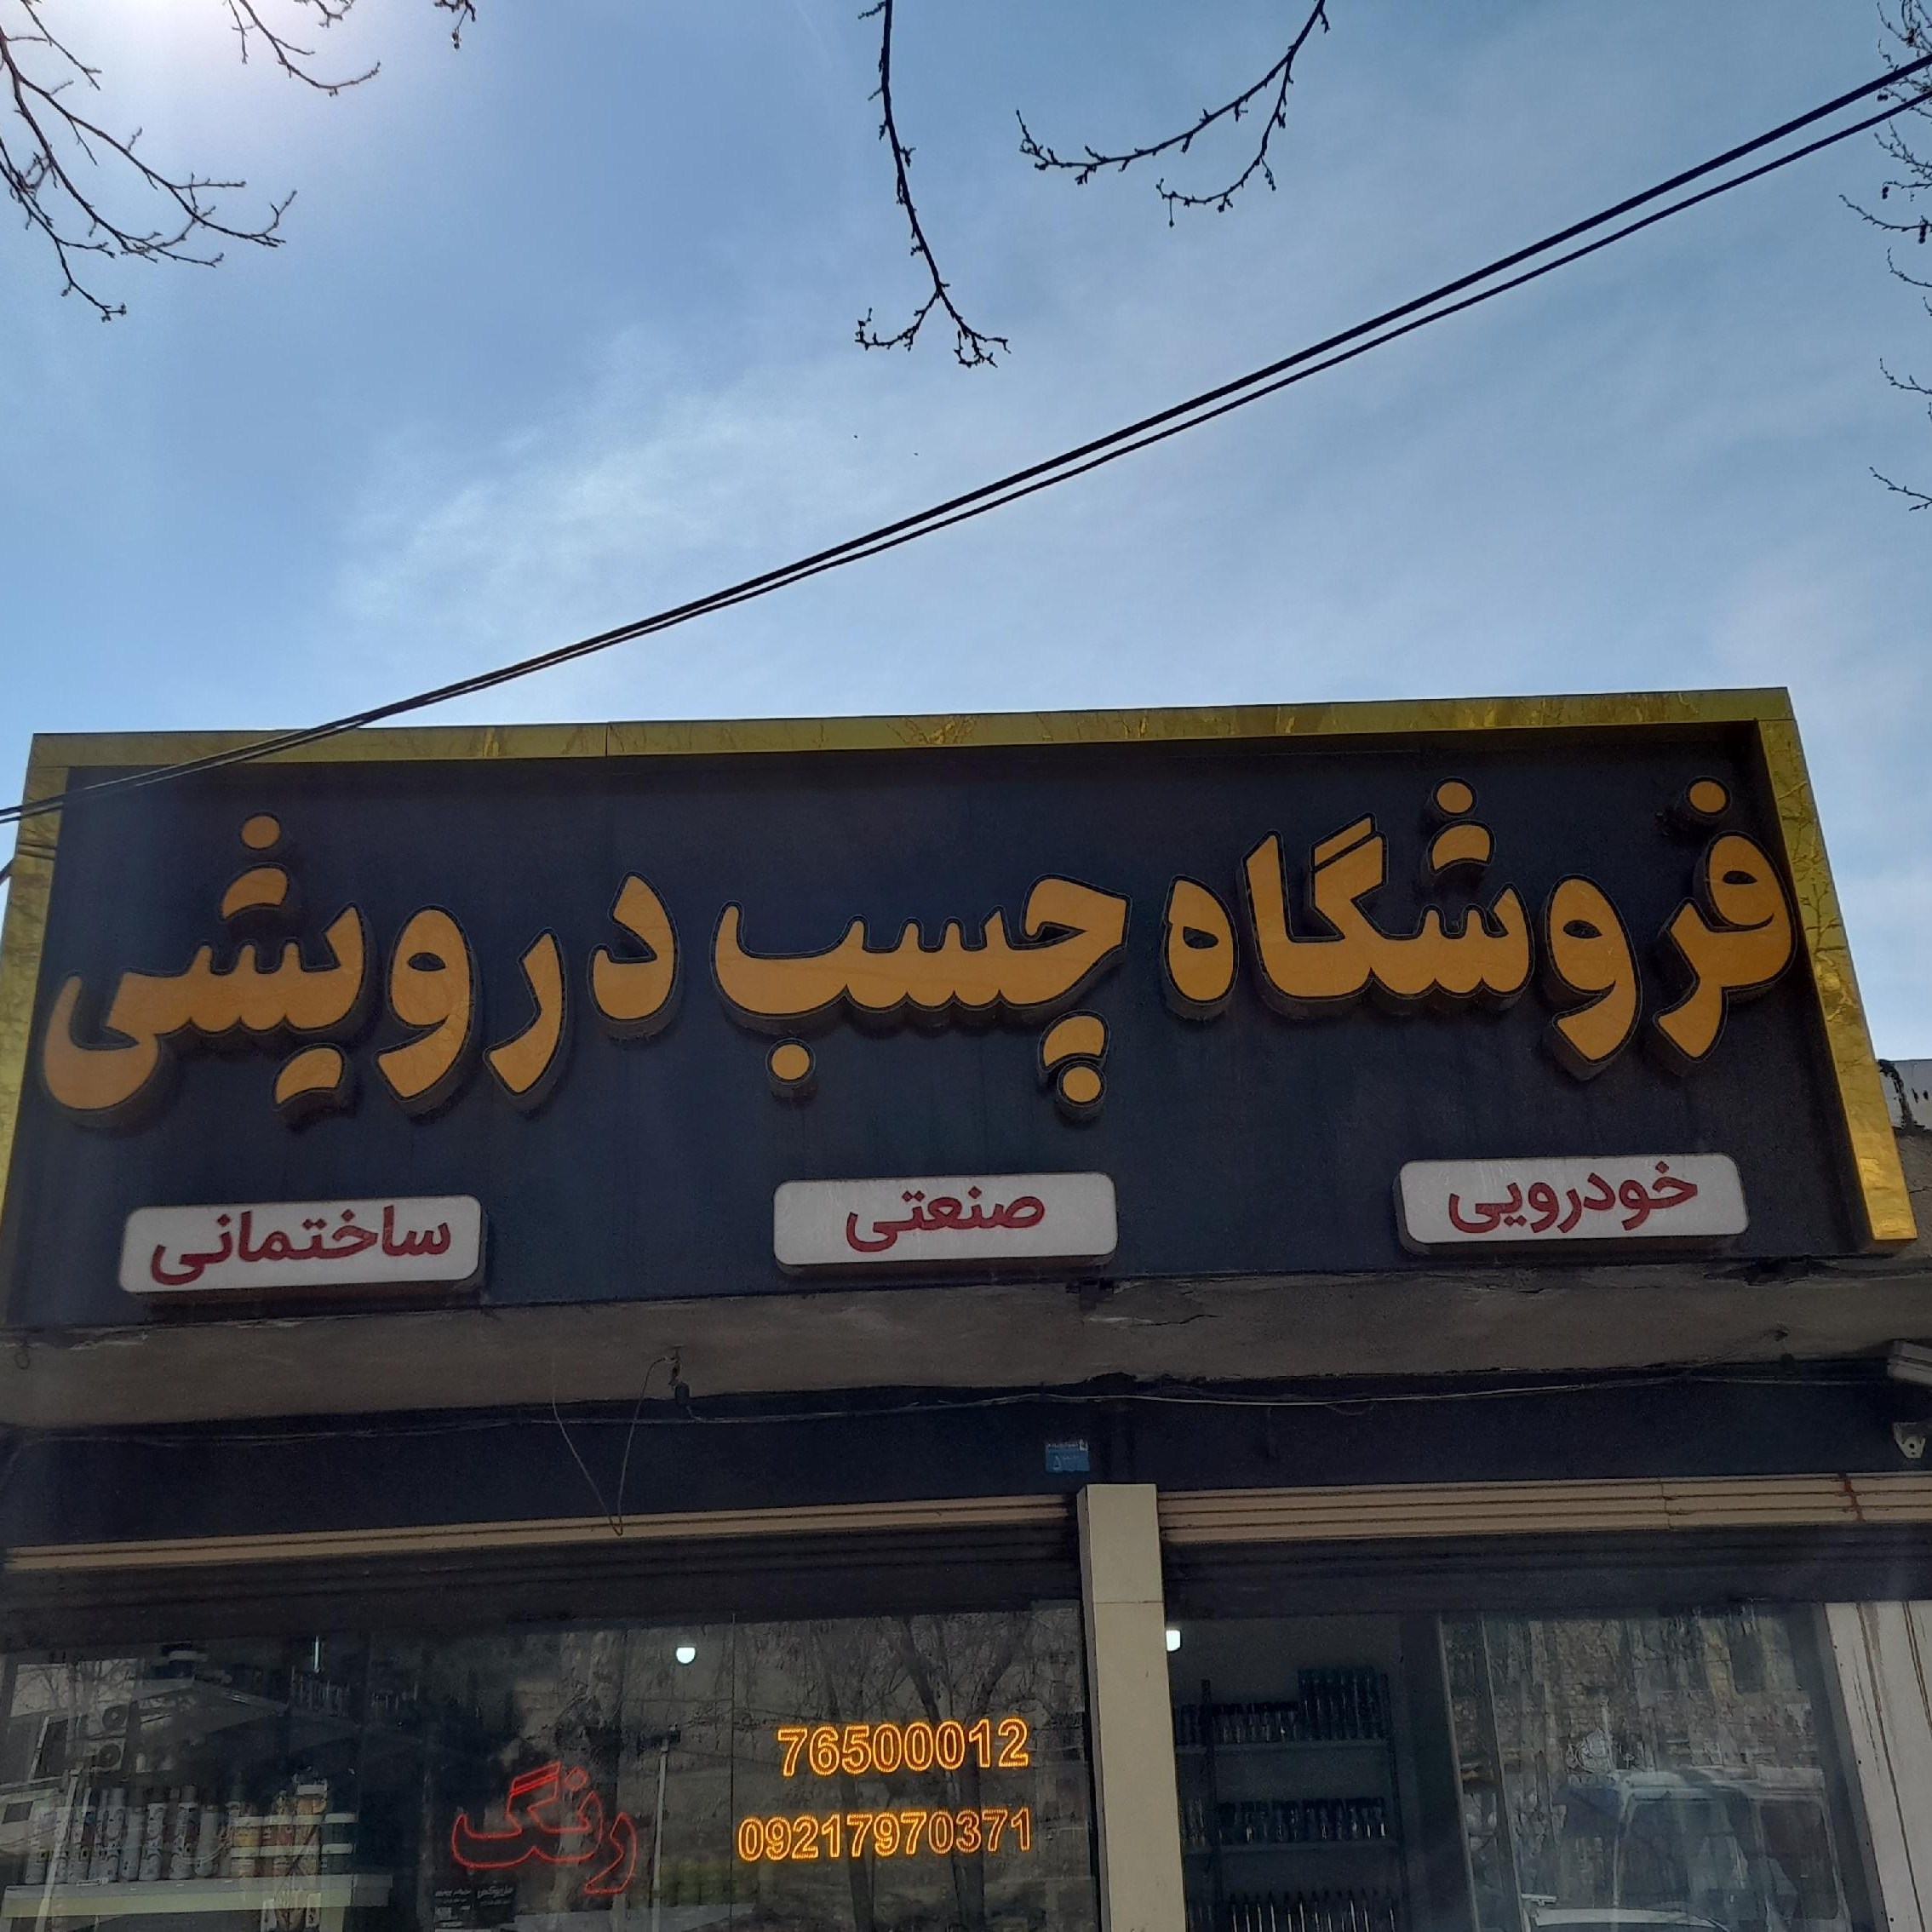 فروشگاه چسب درویشی
خودرویی
صنعتی
ساختمانی
76500012
09217970371
رنگ